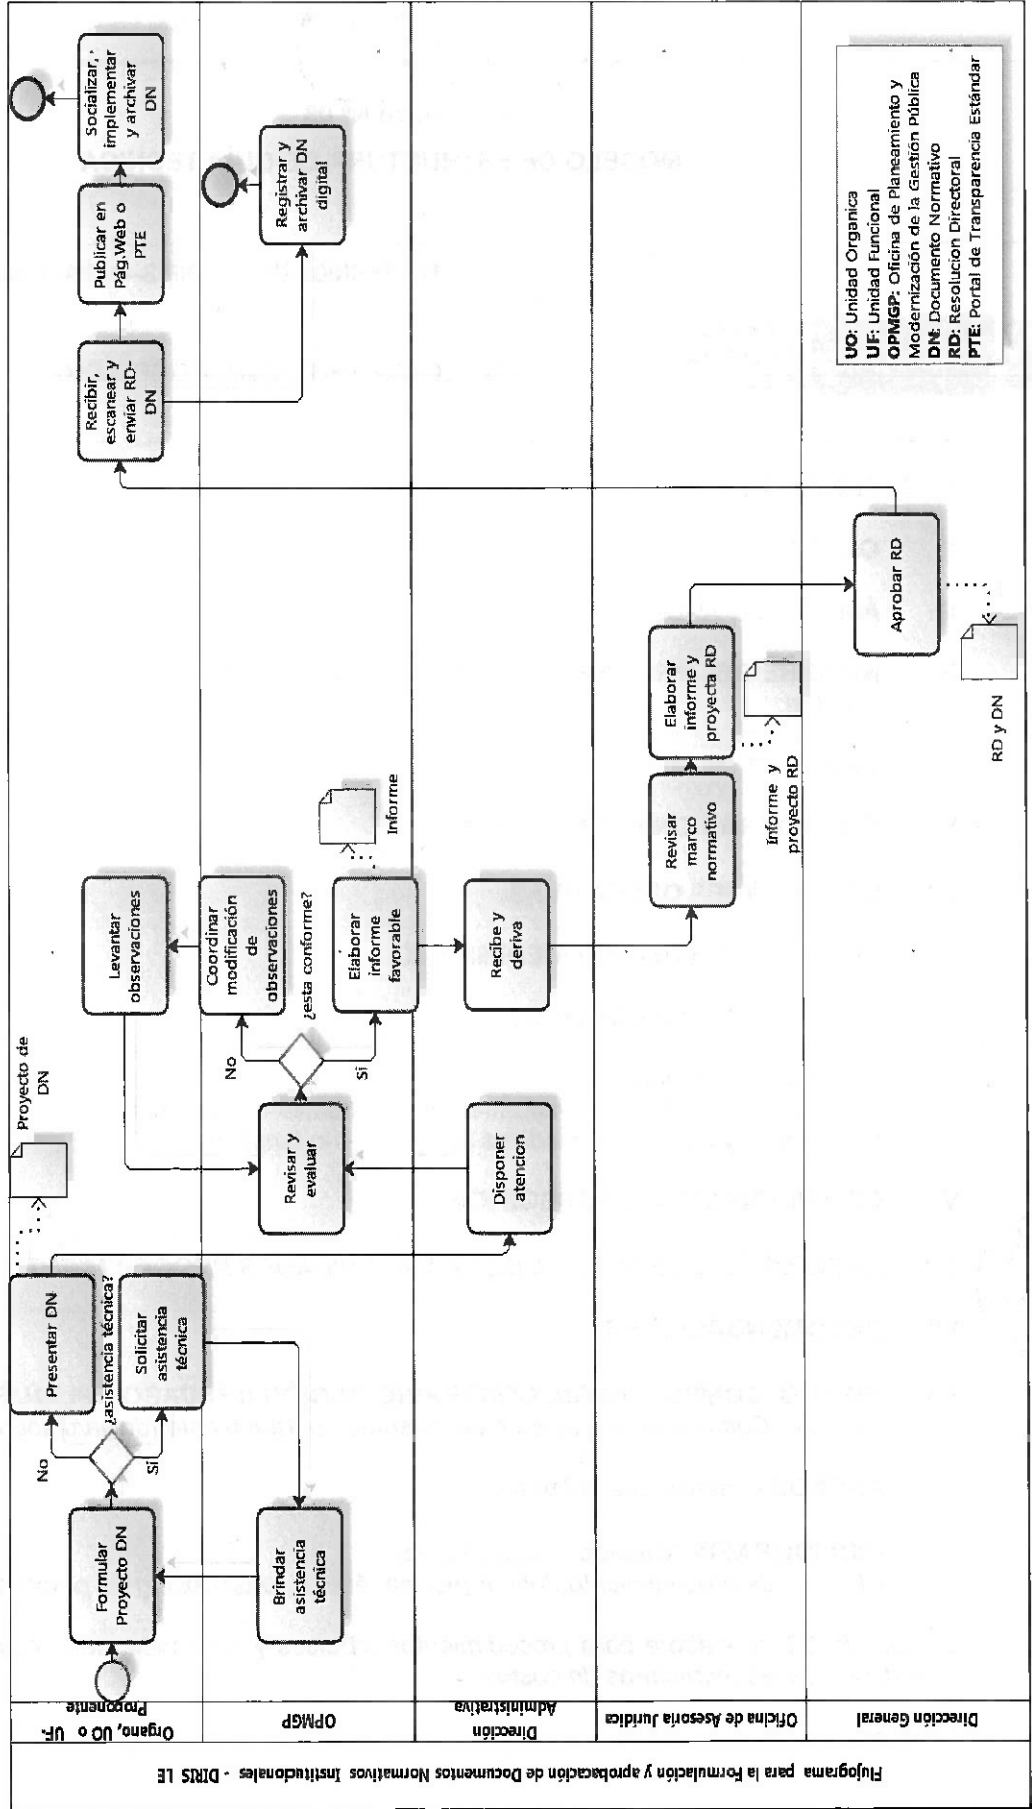 Flujograma para la Formulación y aprobacación de Documentos Normativos Institucionales - DIRIS LE
Organo, UO o UF.
Proponente
OPMGP
Dirección
Administrativa
Oficina de Asesoría Jurídica
Dirección General
Formular
Proyecto DN
¿asistencia técnica?
No
Si
Presentar DN
Proyecto de
DN
Solicitar
asistencia
técnica
Brindar
asistencia
técnica
Disponer
atencion
Revisar y
evaluar
¿esta conforme?
No
Si
Coordinar
modificación
de
observaciones
Levantar
observaciones
Elaborar
informe
favorable
Informe
Recibe y
deriva
Revisar
marco
normativo
Elaborar
informe y
proyecta RD
Informe y
proyecto RD
Aprobar RD
RD y DN
Recibir,
escanear y
enviar RD-
DN
Publicar en
Pág.Web o
PTE
Socializar,
implementar
y archivar
DN
Registrar y
archivar DN
digital
UO: Unidad Organica
UF: Unidad Funcional
OPMGP: Oficina de Planeamiento y
Modernización de la Gestión Pública
DN: Documento Normativo
RD: Resolucion Directoral
PTE: Portal de Transparencia Estándar